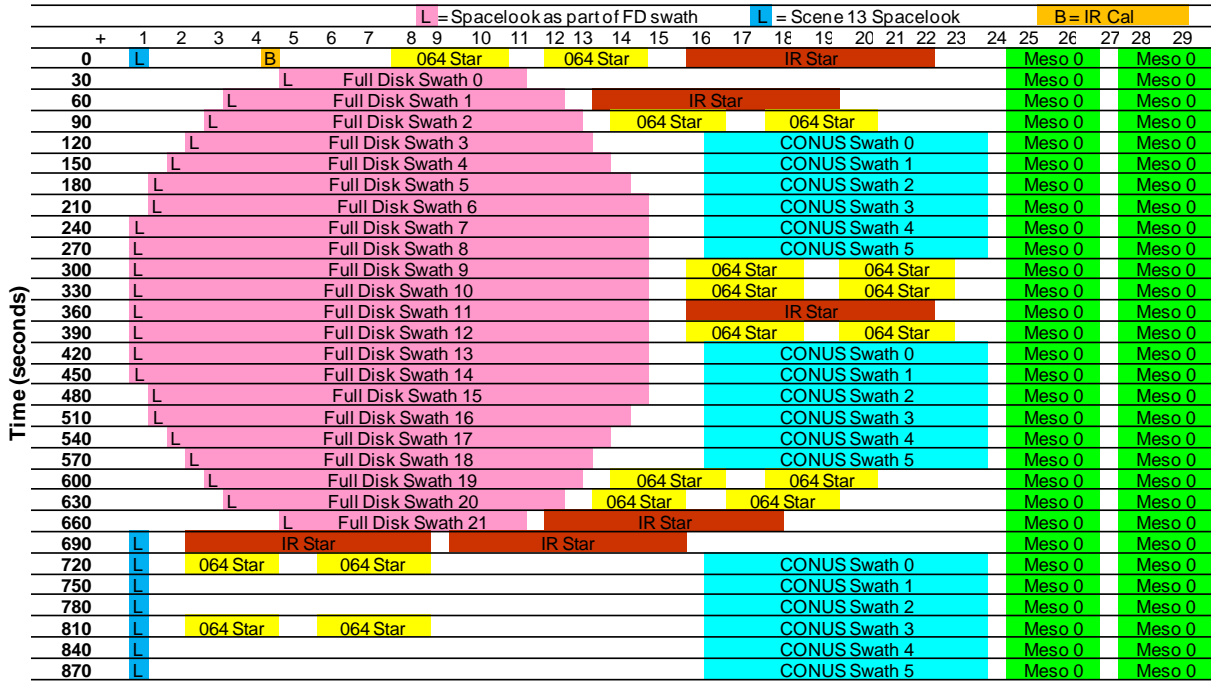 L = Spacelook as part of FD swath L = Scene 13 Spacelook B = IR Cal
+ 1 2 3 4 5 6 7 8 9 10 11 12 13 14 15 16 17 18 19 20 21 22 23 24 25 26 27 28 29
0 L B 064 Star 064 Star IR Star Meso 0 Meso 0
30 L Full Disk Swath 0 Meso 0 Meso 0
60 L Full Disk Swath 1 IR Star Meso 0 Meso 0
90 L Full Disk Swath 2 064 Star 064 Star Meso 0 Meso 0
120 L Full Disk Swath 3 CONUS Swath 0 Meso 0 Meso 0
150 L Full Disk Swath 4 CONUS Swath 1 Meso 0 Meso 0
180 L Full Disk Swath 5 CONUS Swath 2 Meso 0 Meso 0
210 L Full Disk Swath 6 CONUS Swath 3 Meso 0 Meso 0
240 L Full Disk Swath 7 CONUS Swath 4 Meso 0 Meso 0
270 L Full Disk Swath 8 CONUS Swath 5 Meso 0 Meso 0
300 L Full Disk Swath 9 064 Star 064 Star Meso 0 Meso 0
330 L Full Disk Swath 10 064 Star 064 Star Meso 0 Meso 0
360 L Full Disk Swath 11 IR Star Meso 0 Meso 0
390 L Full Disk Swath 12 064 Star 064 Star Meso 0 Meso 0
420 L Full Disk Swath 13 CONUS Swath 0 Meso 0 Meso 0
450 L Full Disk Swath 14 CONUS Swath 1 Meso 0 Meso 0
480 L Full Disk Swath 15 CONUS Swath 2 Meso 0 Meso 0
510 L Full Disk Swath 16 CONUS Swath 3 Meso 0 Meso 0
540 L Full Disk Swath 17 CONUS Swath 4 Meso 0 Meso 0
570 L Full Disk Swath 18 CONUS Swath 5 Meso 0 Meso 0
600 L Full Disk Swath 19 064 Star 064 Star Meso 0 Meso 0
630 L Full Disk Swath 20 064 Star 064 Star Meso 0 Meso 0
660 L Full Disk Swath 21 IR Star Meso 0 Meso 0
690 L IR Star IR Star Meso 0 Meso 0
720 L 064 Star 064 Star CONUS Swath 0 Meso 0 Meso 0
750 L CONUS Swath 1 Meso 0 Meso 0
780 L CONUS Swath 2 Meso 0 Meso 0
810 L 064 Star 064 Star CONUS Swath 3 Meso 0 Meso 0
840 L CONUS Swath 4 Meso 0 Meso 0
870 L CONUS Swath 5 Meso 0 Meso 0
Time (seconds)